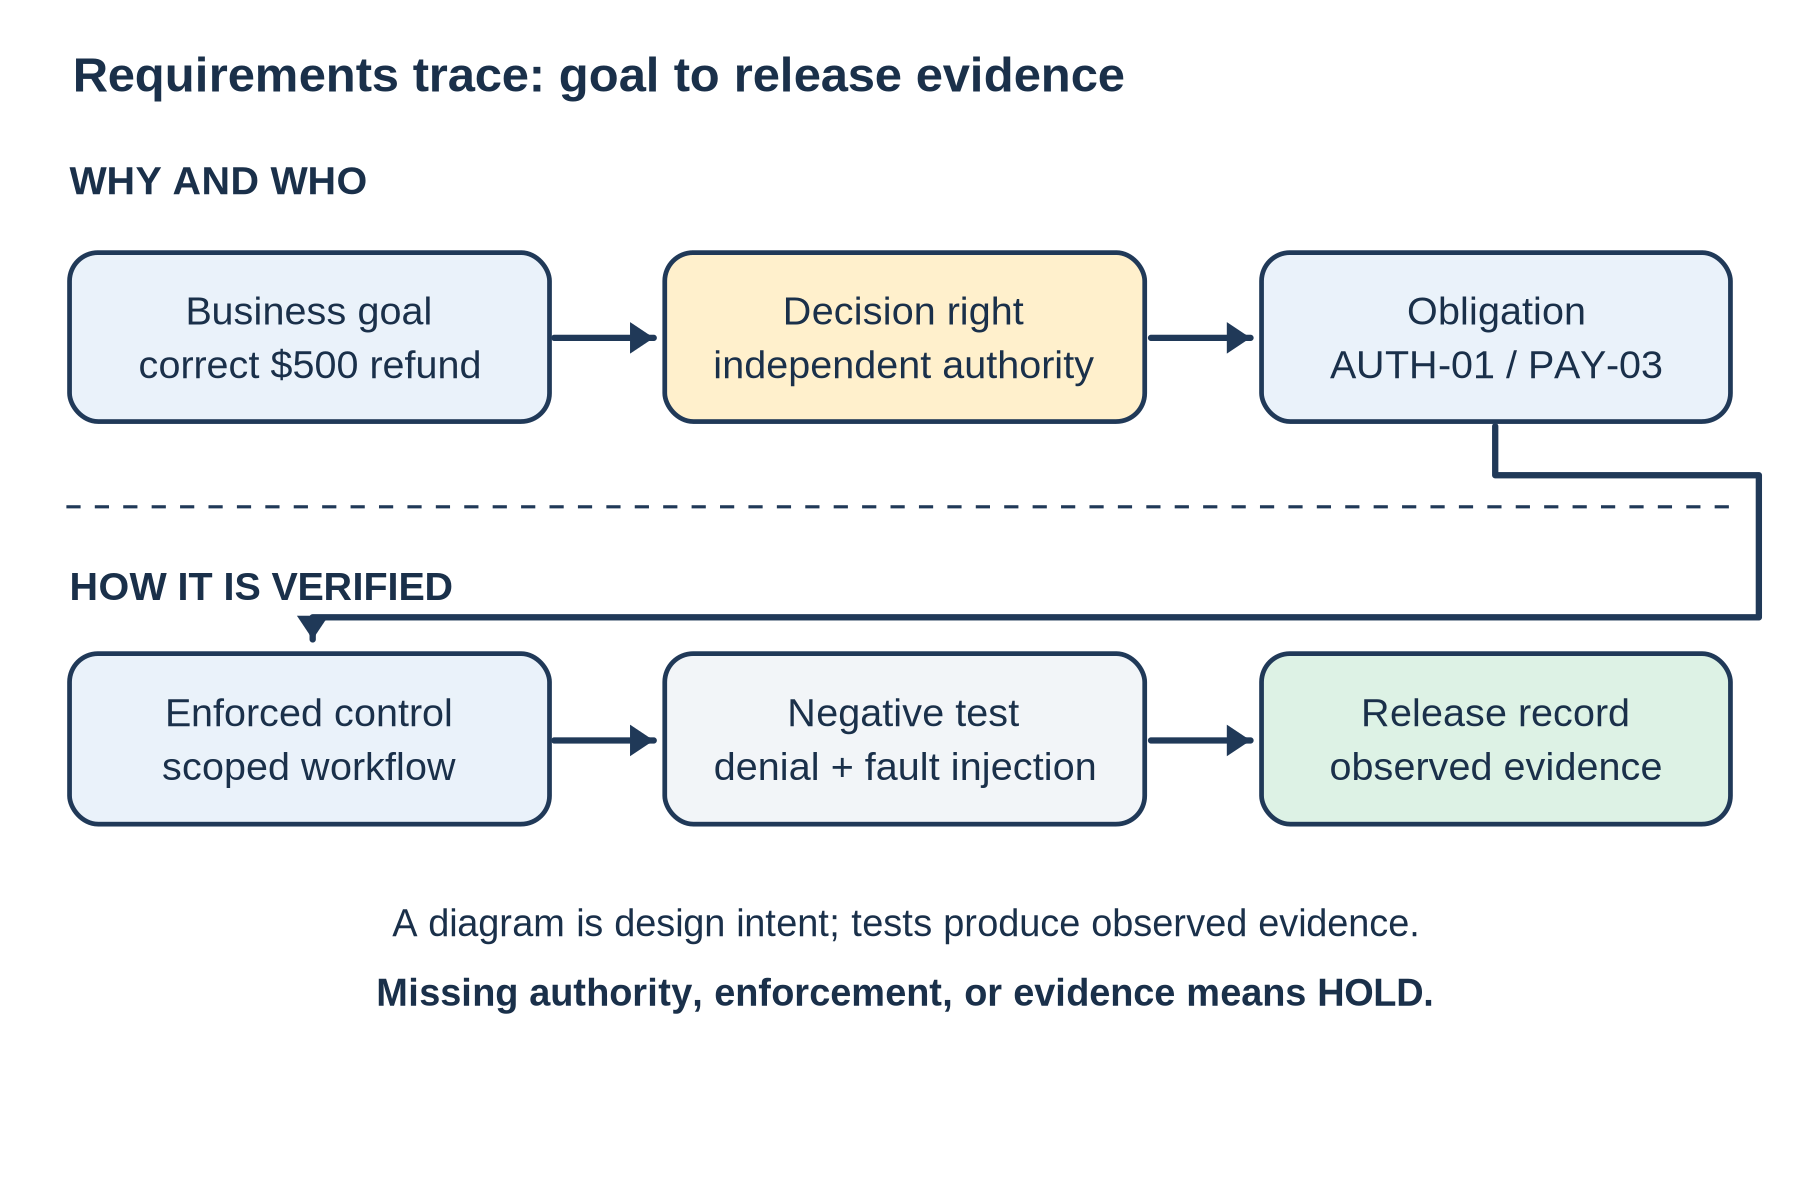 Requirements trace: goal to release evidence
WHY AND WHO
Business goal
correct $500 refund
Decision right
independent authority
Obligation
AUTH-01 / PAY-03
HOW IT IS VERIFIED
Enforced control
scoped workflow
Negative test
denial + fault injection
Release record
observed evidence
A diagram is design intent; tests produce observed evidence.
Missing authority, enforcement, or evidence means HOLD.